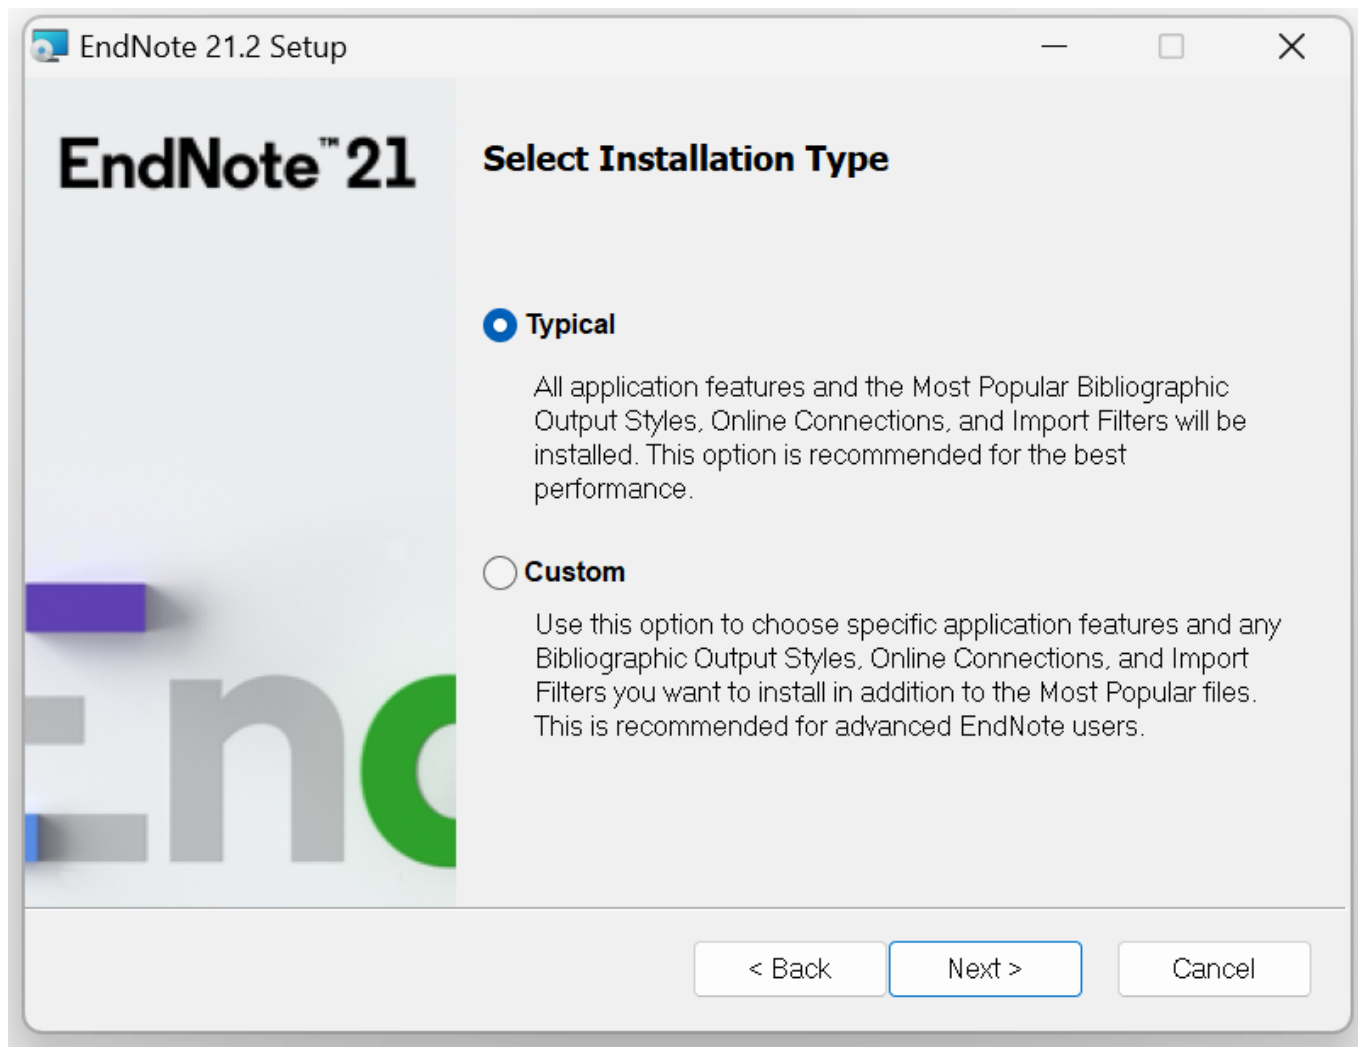 EndNote 21.2 Setup
EndNote™21
Select Installation Type
Typical
All application features and the Most Popular Bibliographic
Output Styles, Online Connections, and Import Filters will be
installed. This option is recommended for the best
performance.
Custom
Use this option to choose specific application features and any
Bibliographic Output Styles, Online Connections, and Import
Filters you want to install in addition to the Most Popular files.
This is recommended for advanced EndNote users.
< Back
Next >
Cancel